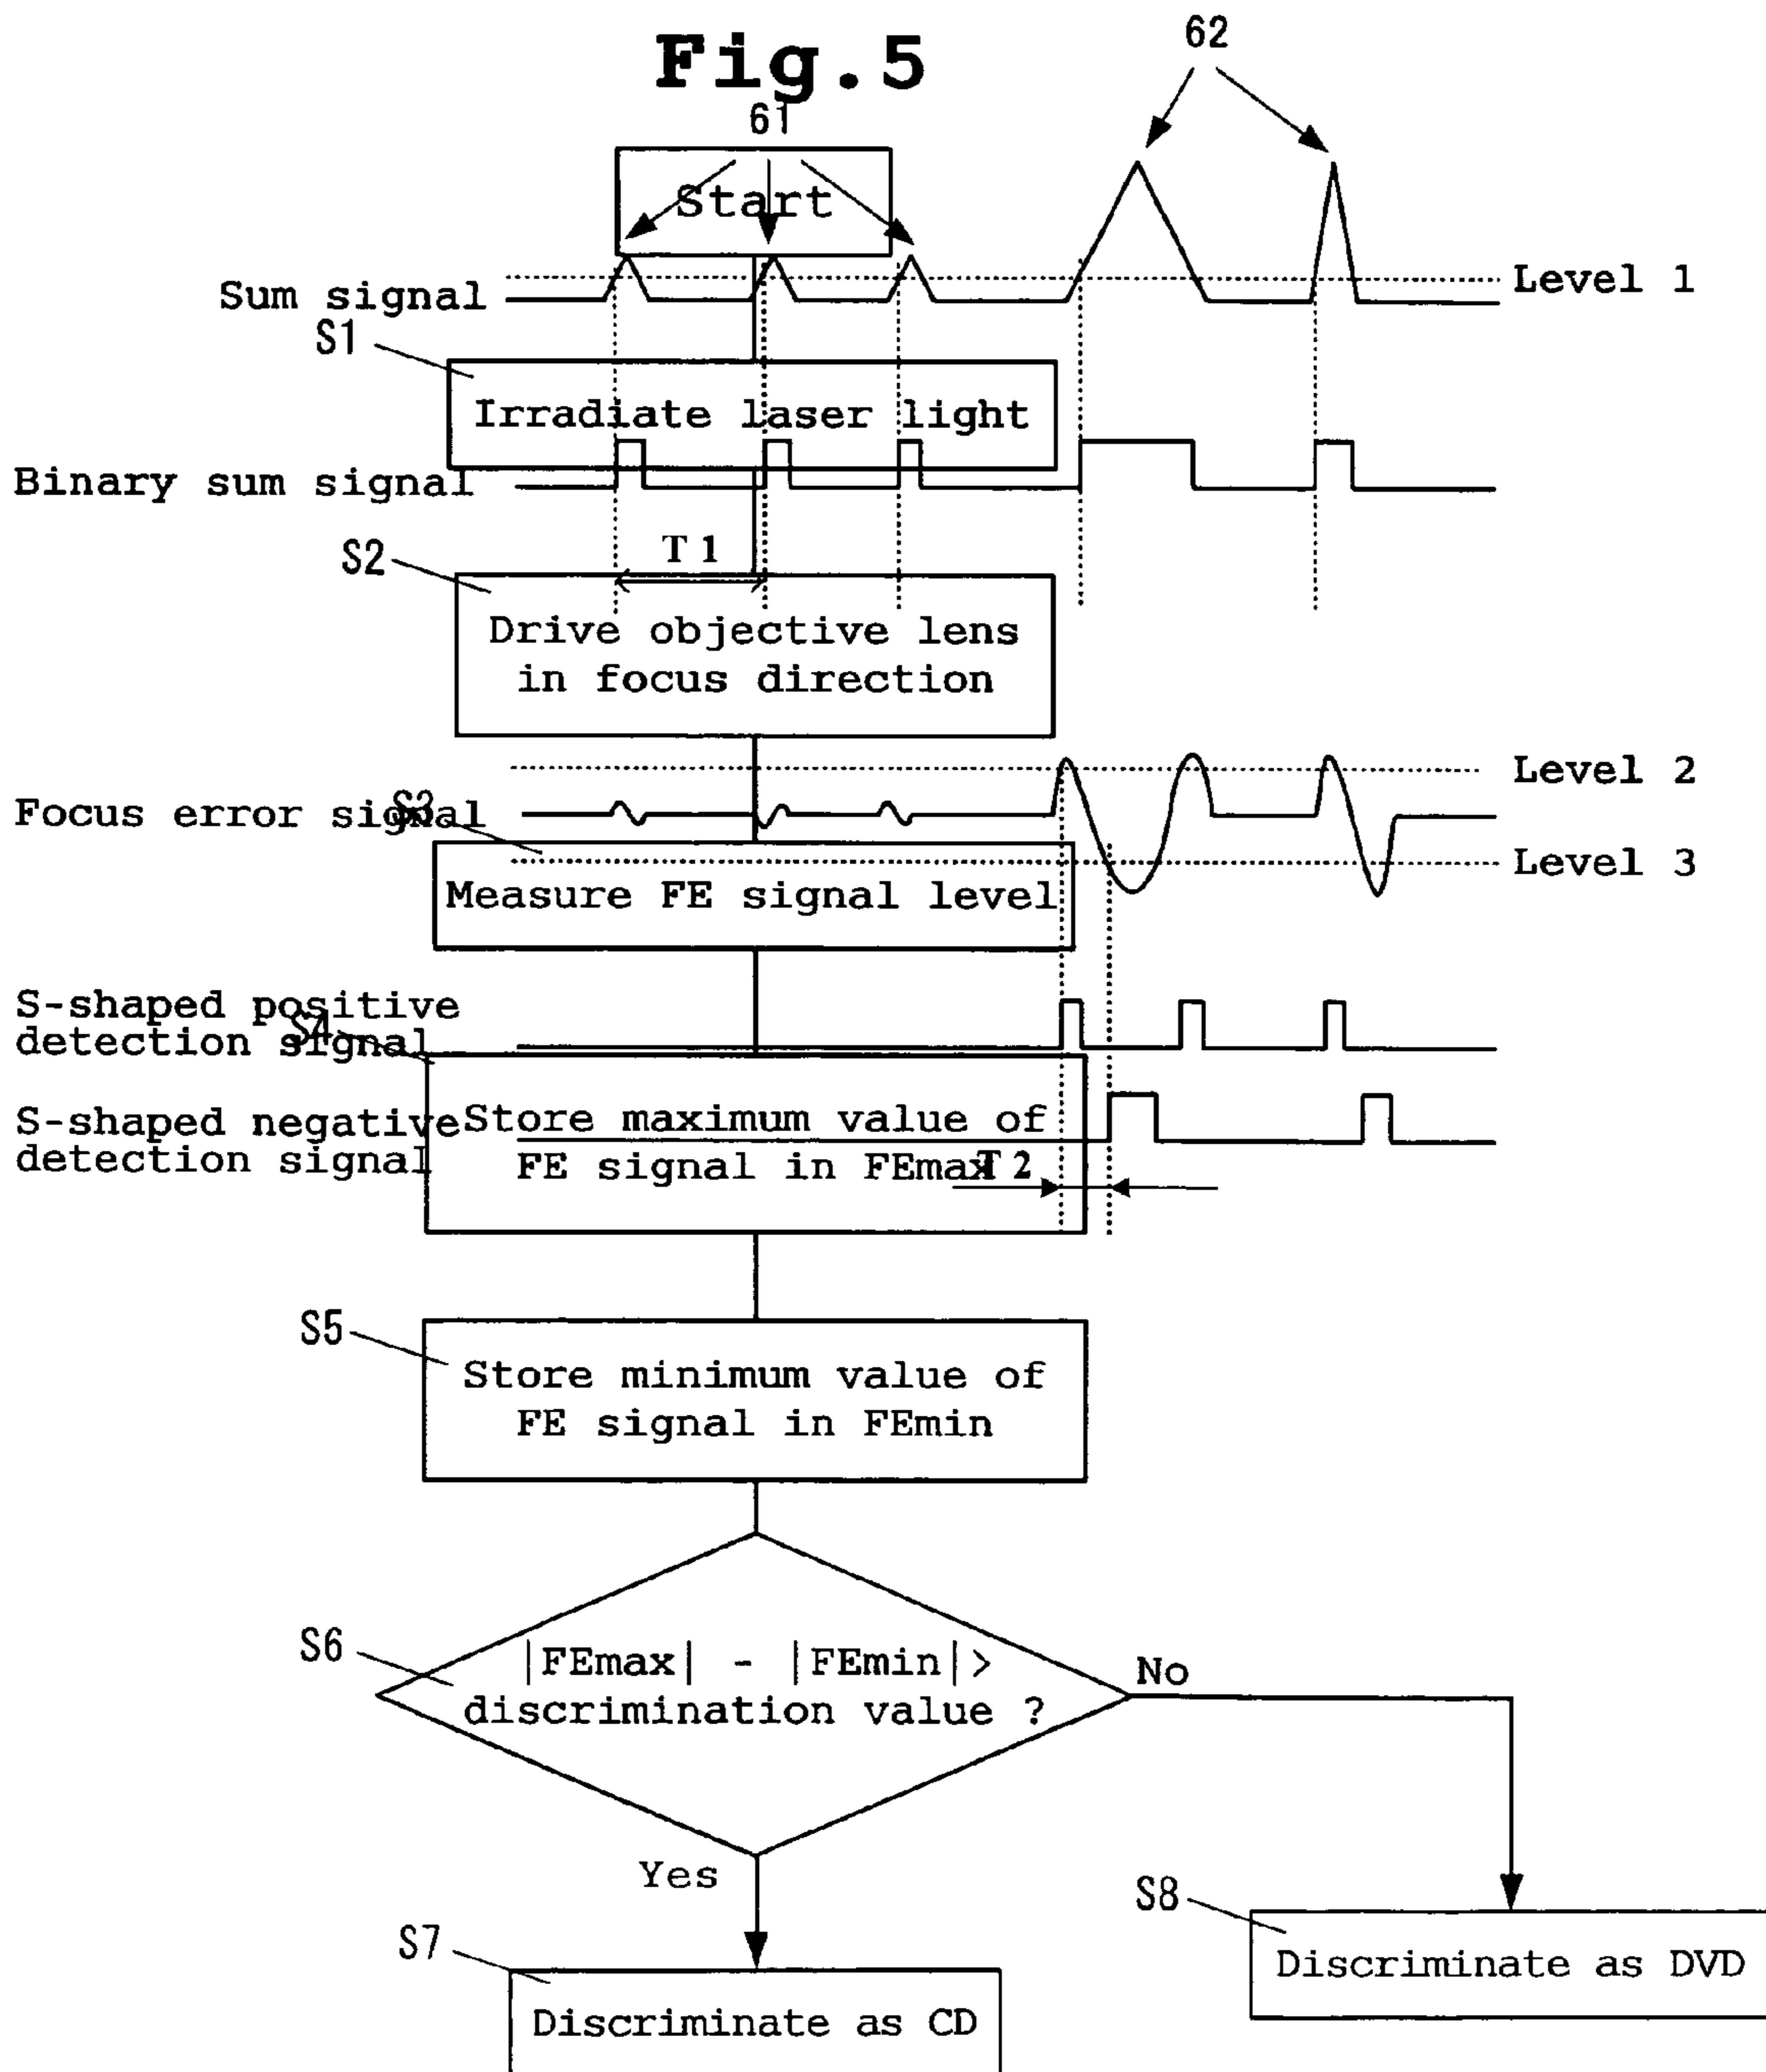 Fig.5
62
61
Start
Sum signal
Level 1
S1
Irradiate laser light
Binary sum signal
T 1
S2
Drive objective lens
in focus direction
Level 2
Focus error signal
S3
Level 3
Measure FE signal level
S-shaped positive
detection signal
S4
S-shaped negative
detection signal
Store maximum value of
FE signal in FEmax
T 2
S5
Store minimum value of
FE signal in FEmin
S6
|FEmax| - |FEmin|>
discrimination value ?
No
Yes
S8
Discriminate as DVD
S7
Discriminate as CD